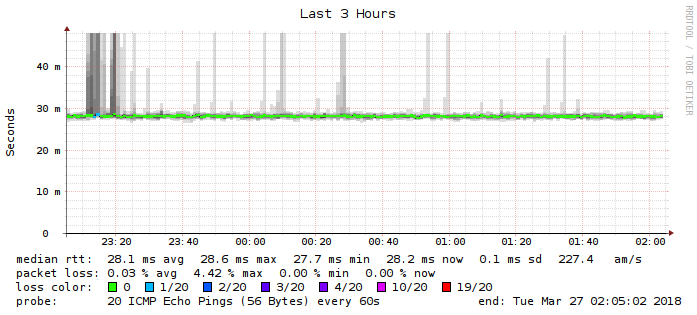 Last 3 Hours
RRDTOOL / TOBI OETIKER
Seconds
40 m
30 m
20 m
10 m
0
23:20 23:40 00:00 00:20 00:40 01:00 01:20 01:40 02:00
median rtt: 28.1 ms avg 28.6 ms max 27.7 ms min 28.2 ms now 0.1 ms sd 227.4 am/s
packet loss: 0.03 % avg 4.42 % max 0.00 % min 0.00 % now
loss color: 0 1/20 2/20 3/20 4/20 10/20 19/20
probe: 20 ICMP Echo Pings (56 Bytes) every 60s end: Tue Mar 27 02:05:02 2018